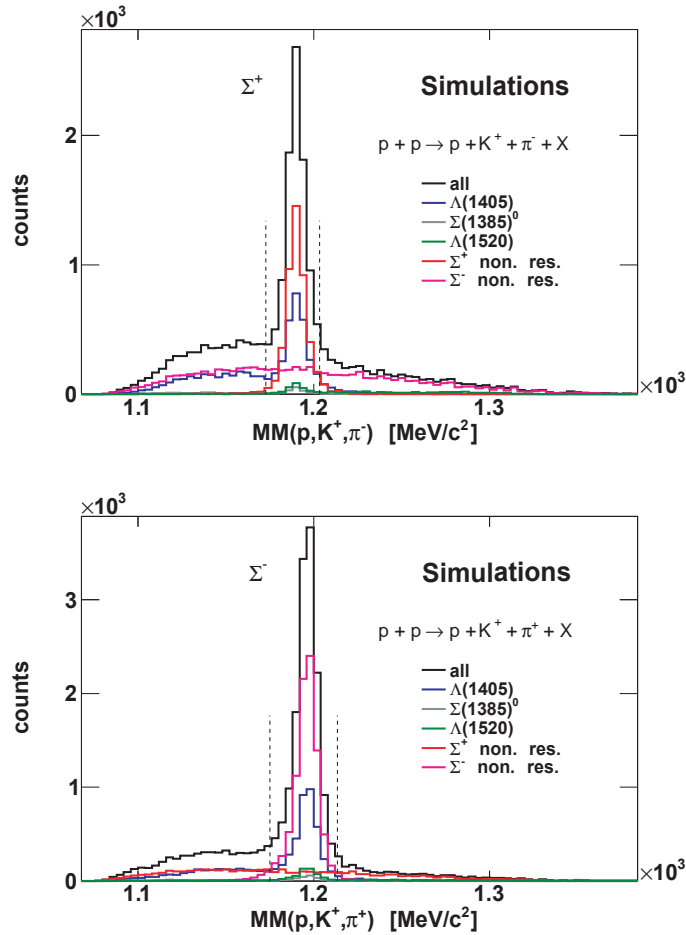 ×10³
Σ⁺
Simulations
2
p + p → p + K⁺ + π⁻ + X
all
Λ(1405)
Σ(1385)⁰
Λ(1520)
Σ⁺ non. res.
Σ⁻ non. res.
counts
1
0
1.1 1.2 1.3 ×10³
MM(p,K⁺,π⁻) [MeV/c²]
×10³
Σ⁻
Simulations
3
p + p → p + K⁺ + π⁺ + X
all
Λ(1405)
Σ(1385)⁰
Λ(1520)
Σ⁺ non. res.
Σ⁻ non. res.
counts
2
1
0
1.1 1.2 1.3 ×10³
MM(p,K⁺,π⁺) [MeV/c²]